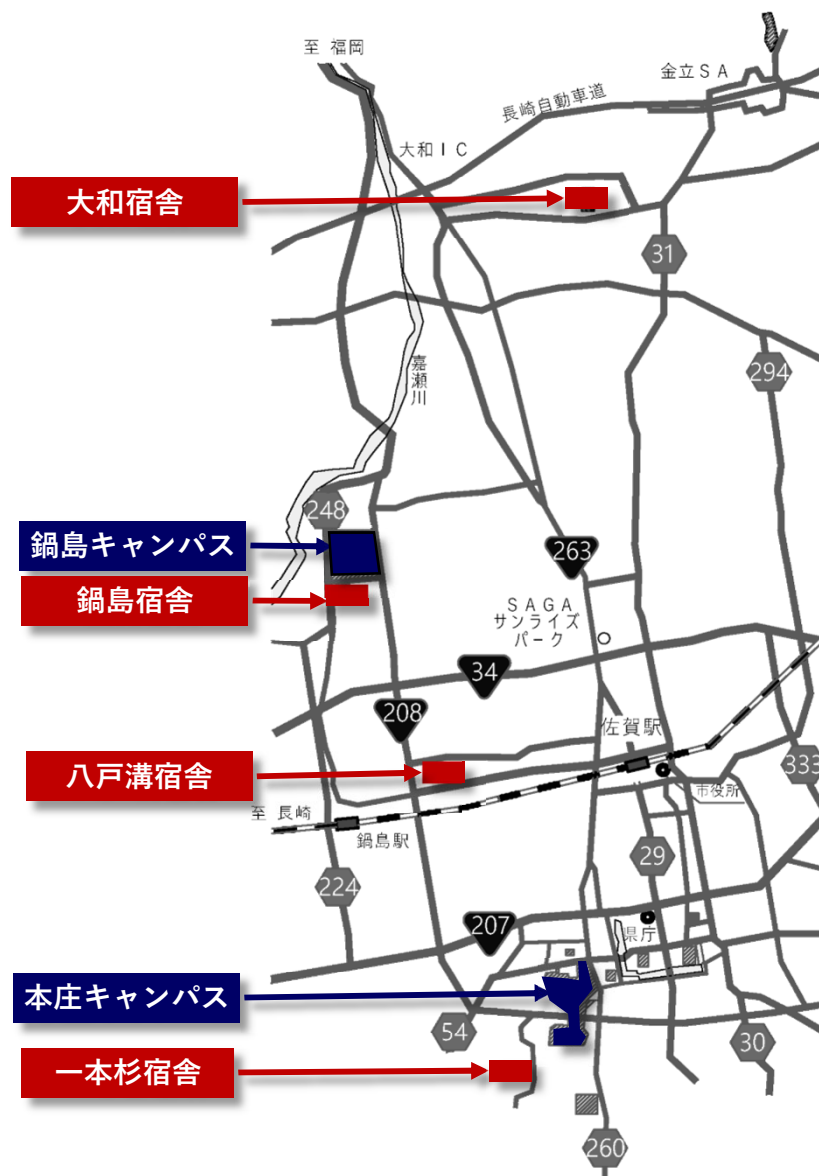 至 福岡
金立ＳＡ
長崎自動車道
大和ＩＣ
大和宿舎
31
嘉瀬川
294
248
鍋島キャンパス
263
鍋島宿舎
ＳＡＧＡ
サンライズ
パーク
34
208
佐賀駅
八戸溝宿舎
333
市役所
至 長崎
鍋島駅
29
224
207
県庁
本庄キャンパス
54
30
一本杉宿舎
260